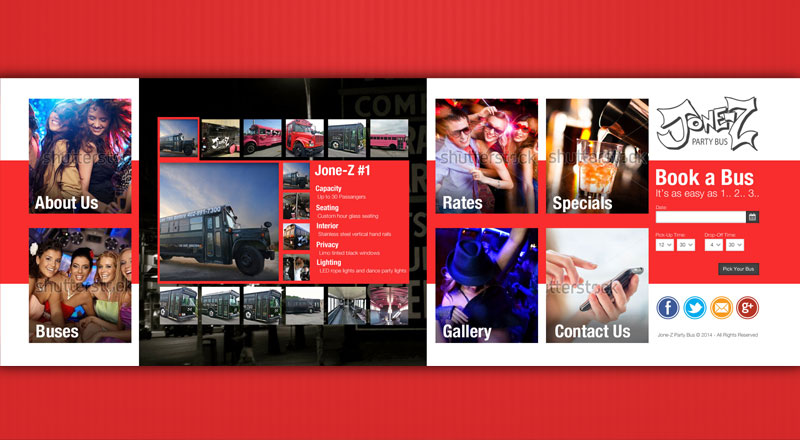 About Us
Buses
Jone-Z #1
Capacity
Up to 30 Passangers
Seating
Custom hour glass seating
Interior
Stainless steel vertical hand rails
Privacy
Limo tinted black windows
Lighting
LED rope lights and dance party lights
shutterstock
Rates
shutterstock
Specials
Gallery
shutterstock
Contact Us
JONE-Z
PARTY BUS
Book a Bus
It's as easy as 1.. 2.. 3..
Date
Pick-Up Time
Drop-Off Time
12 30 4 30
Pick Your Bus
Jone-Z Party Bus © 2014 - All Rights Reserved